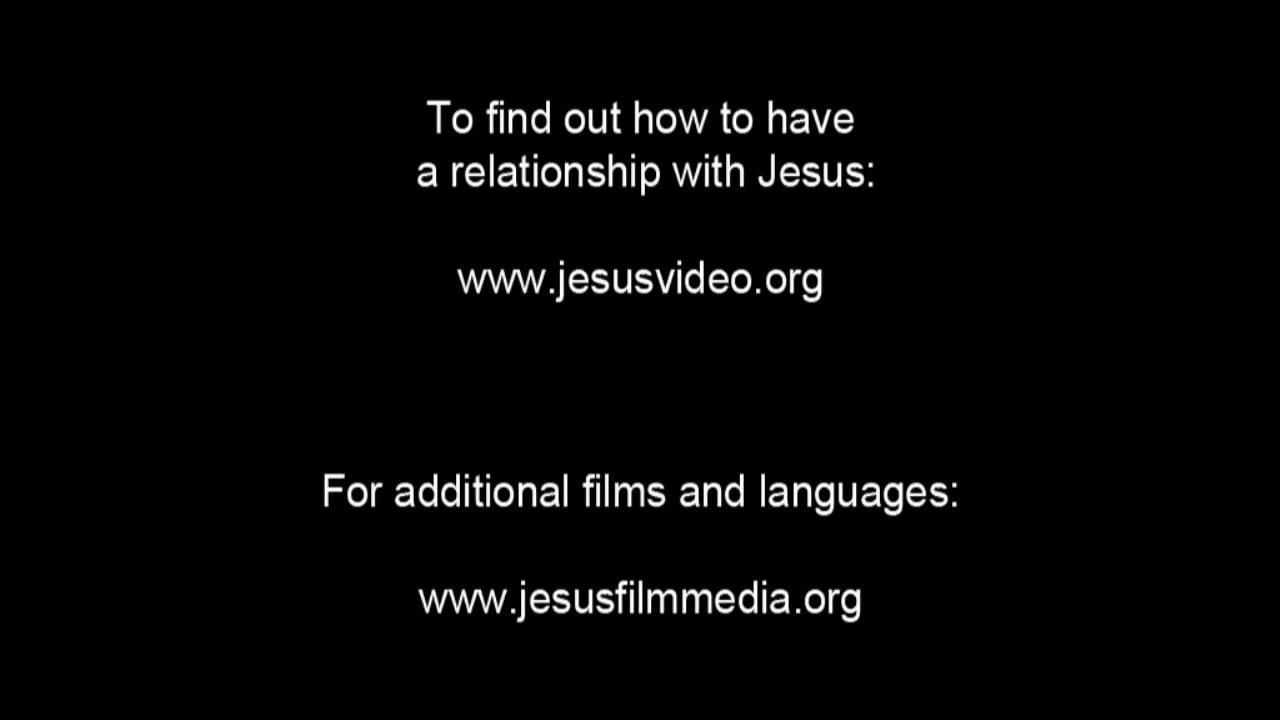 To find out how to have
a relationship with Jesus:
www.jesusvideo.org
For additional films and languages:
www.jesusfilmmedia.org